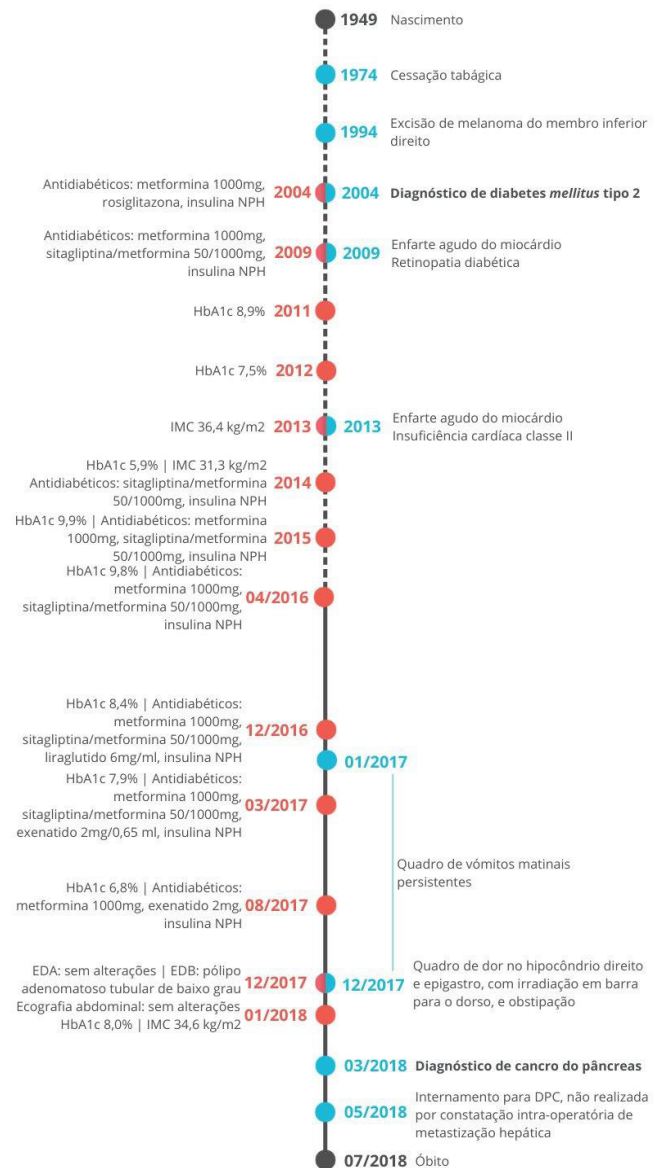 1949 Nascimento
1974 Cessação tabágica
1994 Excisão de melanoma do membro inferior
direito
Antidiabéticos: metformina 1000mg,
rosiglitazona, insulina NPH
2004
2004 Diagnóstico de diabetes mellitus tipo 2
Antidiabéticos: metformina 1000mg,
sitagliptina/metformina 50/1000mg,
insulina NPH
2009
2009
Enfarte agudo do miocárdio
Retinopatia diabética
HbA1c 8,9% 2011
HbA1c 7,5% 2012
IMC 36,4 kg/m2 2013
2013
Enfarte agudo do miocárdio
Insuficiência cardíaca classe II
HbA1c 5,9% | IMC 31,3 kg/m2
Antidiabéticos: sitagliptina/metformina
50/1000mg, insulina NPH
2014
HbA1c 9,9% | Antidiabéticos: metformina
1000mg, sitagliptina/metformina
50/1000mg, insulina NPH
2015
HbA1c 9,8% | Antidiabéticos:
metformina 1000mg,
sitagliptina/metformina 50/1000mg,
insulina NPH
04/2016
HbA1c 8,4% | Antidiabéticos:
metformina 1000mg,
sitagliptina/metformina 50/1000mg,
liraglutido 6mg/ml, insulina NPH
12/2016
01/2017
HbA1c 7,9% | Antidiabéticos:
metformina 1000mg,
sitagliptina/metformina 50/1000mg,
exenatido 2mg/0,65 ml, insulina NPH
03/2017
Quadro de vómitos matinais
persistentes
HbA1c 6,8% | Antidiabéticos:
metformina 1000mg, exenatido 2mg,
insulina NPH
08/2017
EDA: sem alterações | EDB: pólipo
adenomatoso tubular de baixo grau
12/2017
12/2017
Quadro de dor no hipocôndrio direito
e epigastro, com irradiação em barra
para o dorso, e obstipação
Ecografia abdominal: sem alterações
HbA1c 8,0% | IMC 34,6 kg/m2
01/2018
03/2018 Diagnóstico de cancro do pâncreas
05/2018
Internamento para DPC, não realizada
por constatação intra-operatória de
metastização hepática
07/2018 Óbito